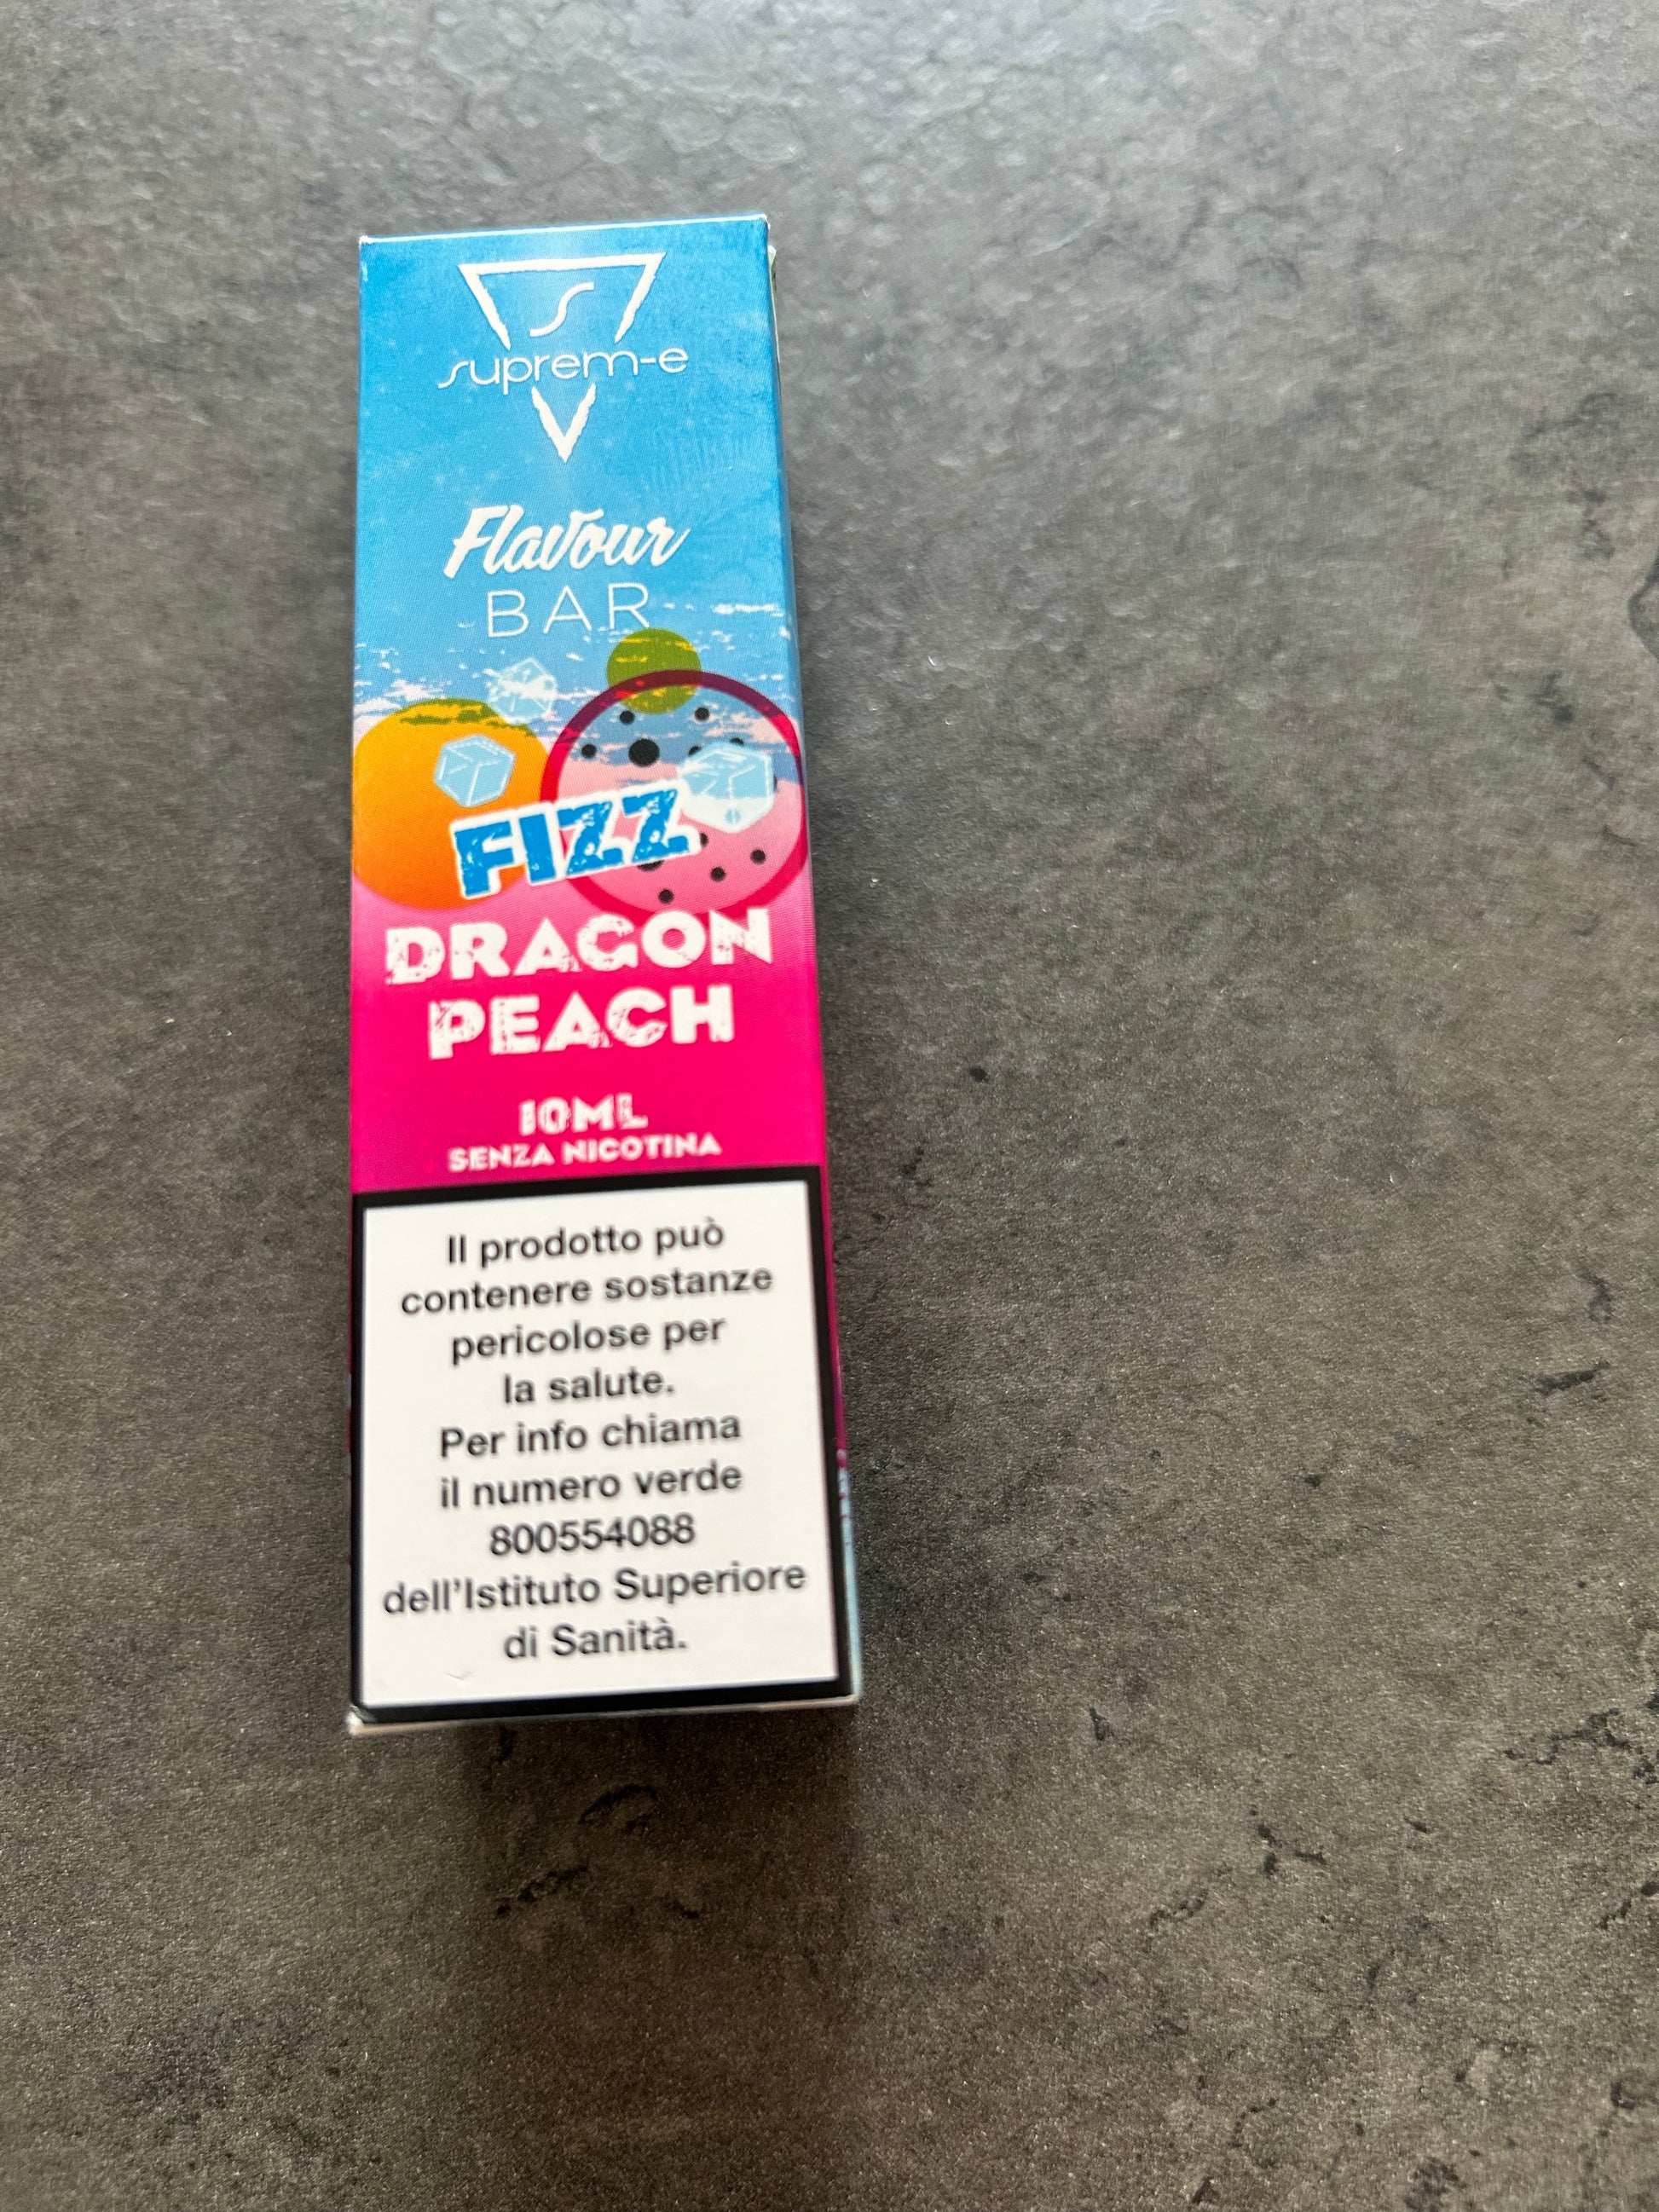 S
suprem-e
Flavour
BAR
FIZZ
DRAGON
PEACH
10ML
SENZA NICOTINA
Il prodotto può
contenere sostanze
pericolose per
la salute.
Per info chiama
il numero verde
800554088
dell'Istituto Superiore
di Sanità.